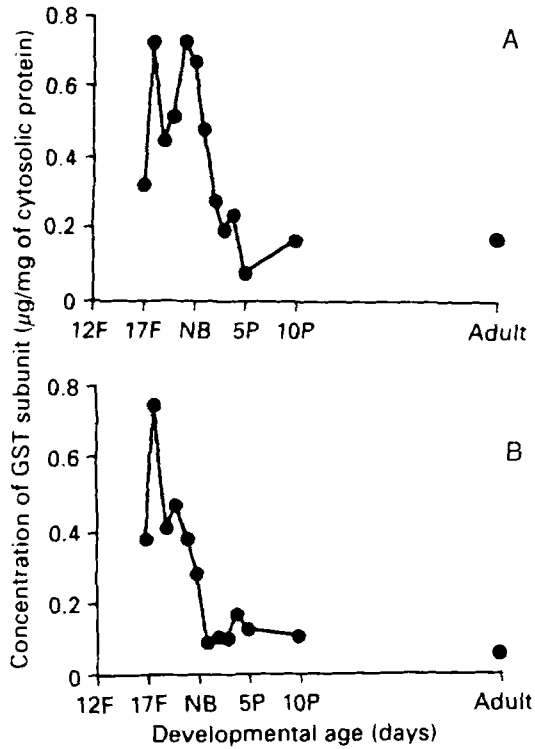 Concentration of GST subunit (μg/mg of cytosolic protein)
A
0.8
0.6
0.4
0.2
0
12F 17F NB 5P 10P Adult
B
0.8
0.6
0.4
0.2
0
12F 17F NB 5P 10P Adult
Developmental age (days)